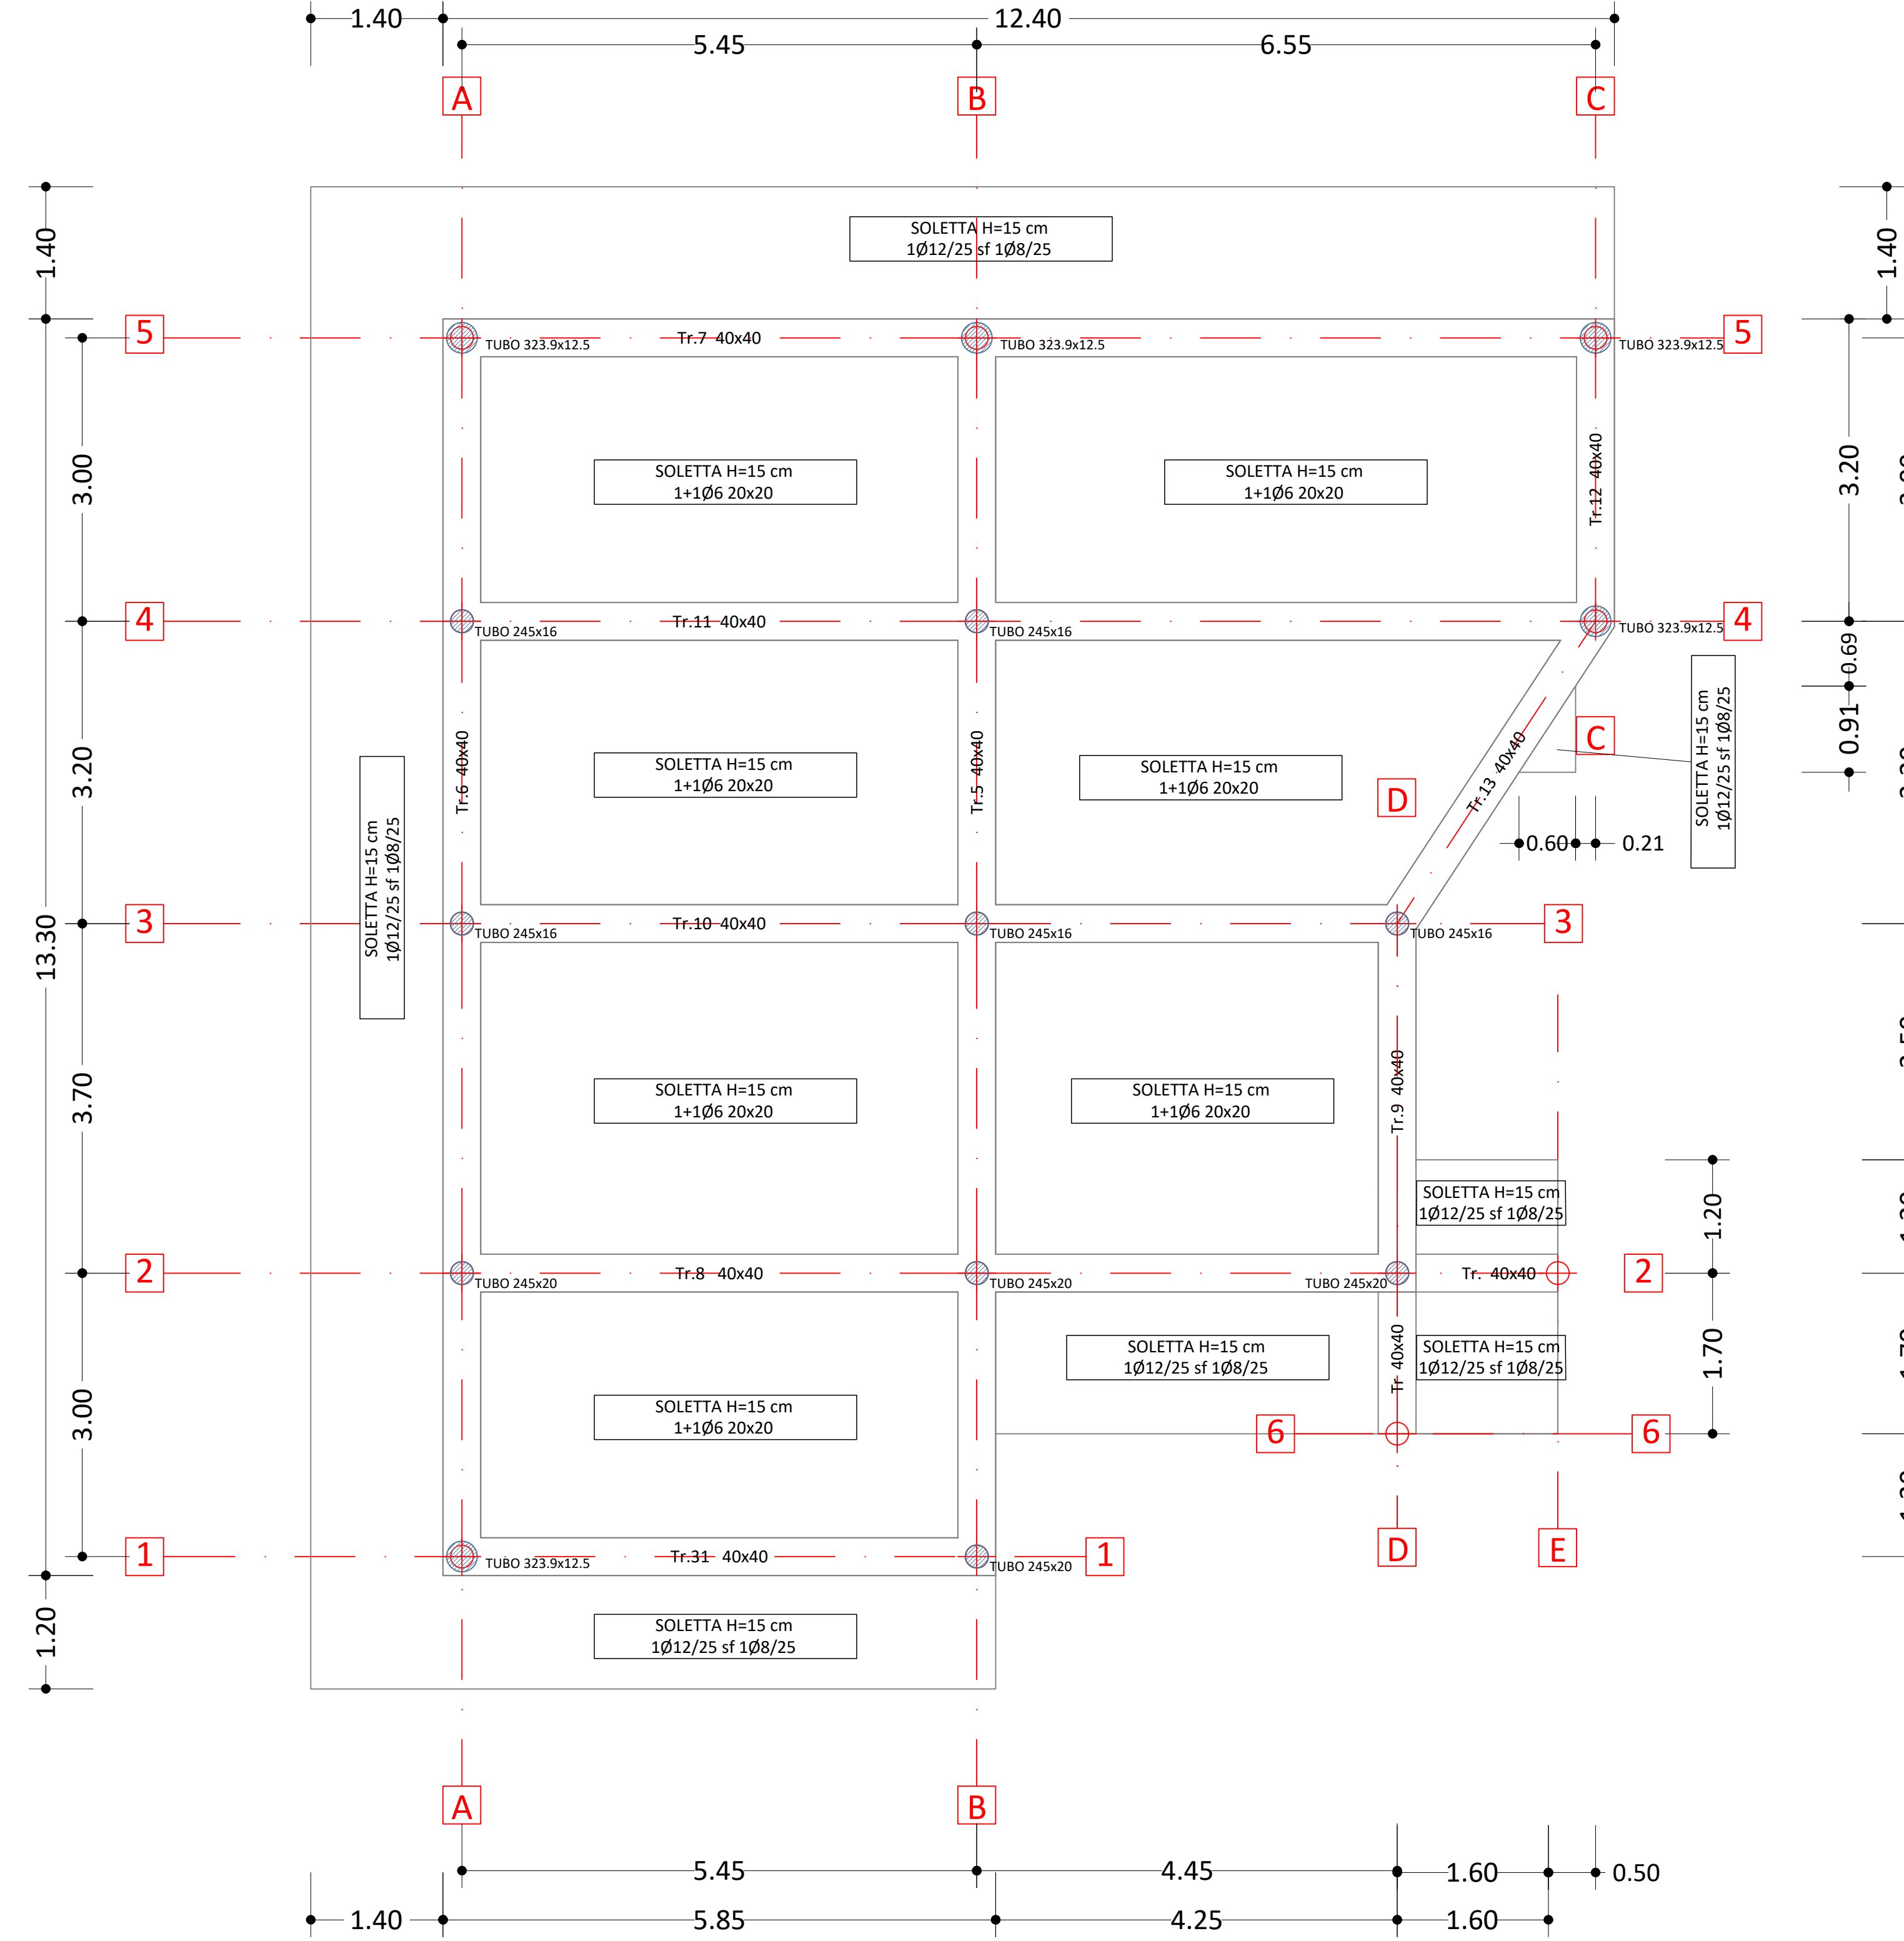 1.40
12.40
5.45
6.55
A
B
C
SOLETTA H=15 cm
1Ø12/25 sf 1Ø8/25
1.40
1.40
5
Tr.7 40x40
5
TUBO 323.9x12.5
TUBO 323.9x12.5
TUBO 323.9x12.5
3.00
SOLETTA H=15 cm
1+1Ø6 20x20
SOLETTA H=15 cm
1+1Ø6 20x20
Tr.12 40x40
3.20
4
Tr.11 40x40
4
TUBO 245x16
TUBO 245x16
TUBO 323.9x12.5
0.69
0.91
3.20
Tr.6 40x40
SOLETTA H=15 cm
1+1Ø6 20x20
Tr.5 40x40
SOLETTA H=15 cm
1+1Ø6 20x20
Tr.13 40x40
C
D
SOLETTA H=15 cm
1Ø12/25 sf 1Ø8/25
0.60
0.21
SOLETTA H=15 cm
1Ø12/25 sf 1Ø8/25
13.30
3
Tr.10 40x40
3
TUBO 245x16
TUBO 245x16
TUBO 245x16
3.70
SOLETTA H=15 cm
1+1Ø6 20x20
SOLETTA H=15 cm
1+1Ø6 20x20
Tr.9 40x40
SOLETTA H=15 cm
1Ø12/25 sf 1Ø8/25
1.20
2
Tr.8 40x40
Tr. 40x40
2
TUBO 245x20
TUBO 245x20
TUBO 245x20
3.00
SOLETTA H=15 cm
1+1Ø6 20x20
SOLETTA H=15 cm
1Ø12/25 sf 1Ø8/25
Tr 40x40
SOLETTA H=15 cm
1Ø12/25 sf 1Ø8/25
1.70
6
6
1
Tr.31 40x40
1
D
E
TUBO 323.9x12.5
TUBO 245x20
1.20
SOLETTA H=15 cm
1Ø12/25 sf 1Ø8/25
A
B
5.45
4.45
1.60
0.50
1.40
5.85
4.25
1.60